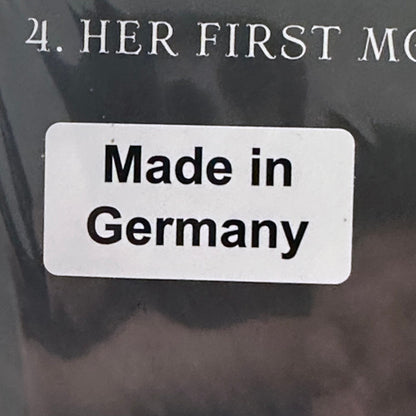 4. HER FIRST
Made in
Germany